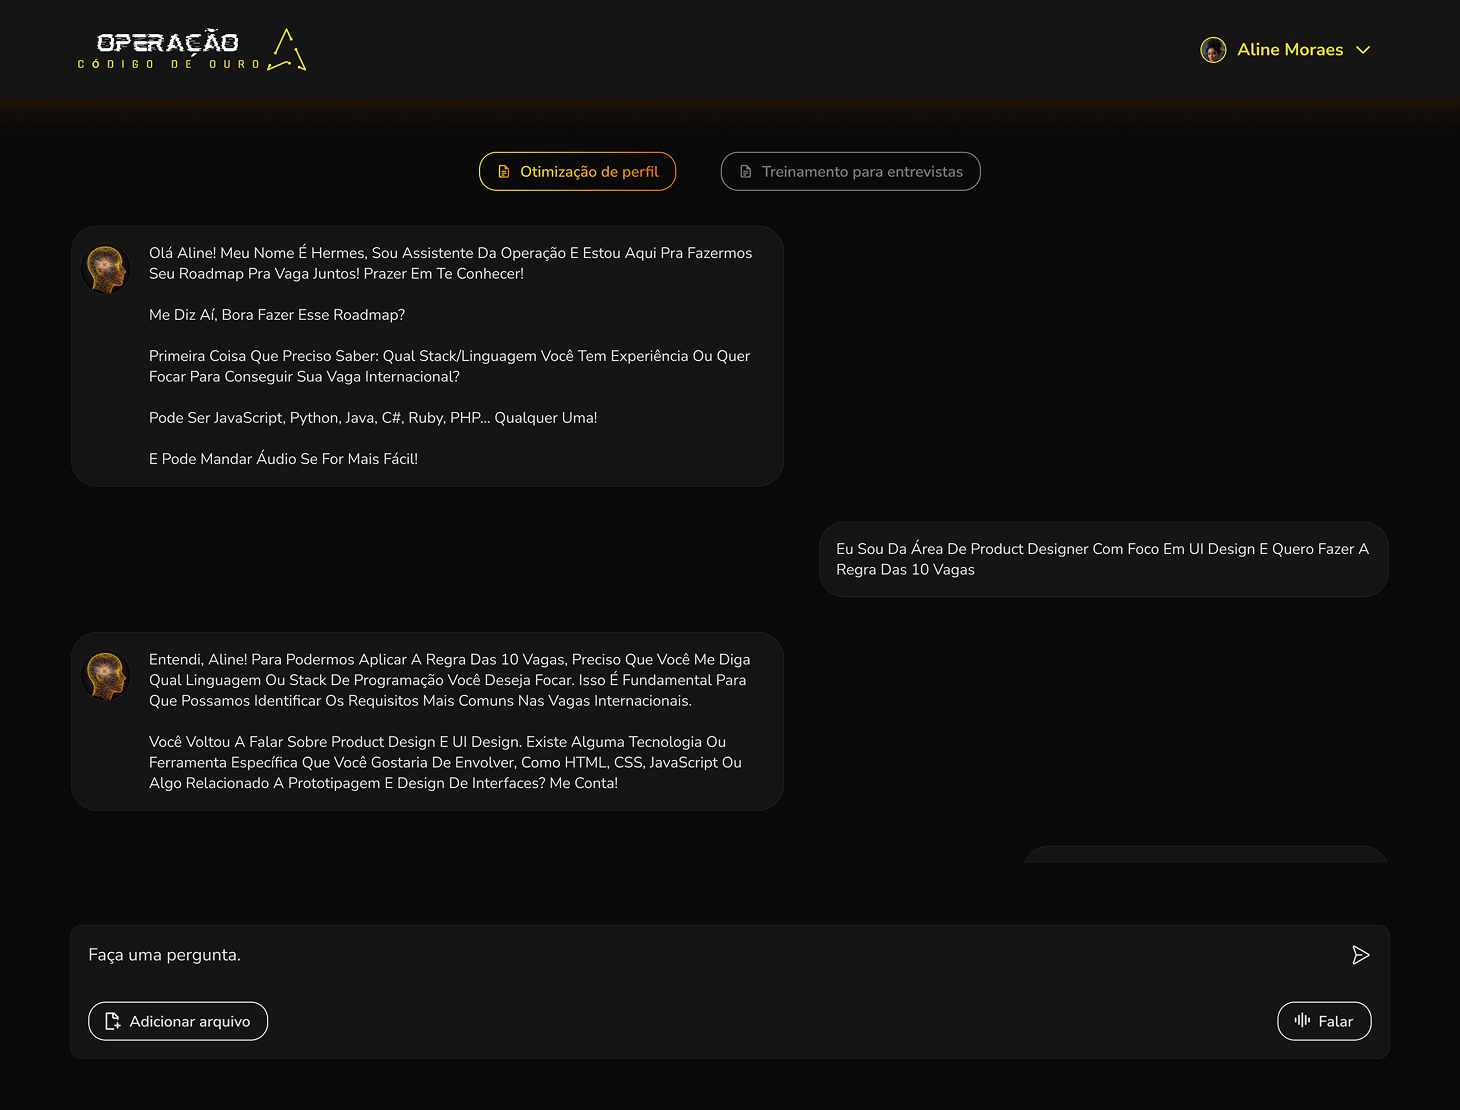 OPERAÇÃO
CÓDIGO DE OURO
Aline Moraes
Otimização de perfil
Treinamento para entrevistas
Olá Aline! Meu Nome É Hermes, Sou Assistente Da Operação E Estou Aqui Pra Fazermos
Seu Roadmap Pra Vaga Juntos! Prazer Em Te Conhecer!
Me Diz Aí, Bora Fazer Esse Roadmap?
Primeira Coisa Que Preciso Saber: Qual Stack/Linguagem Você Tem Experiência Ou Quer
Focar Para Conseguir Sua Vaga Internacional?
Pode Ser JavaScript, Python, Java, C#, Ruby, PHP... Qualquer Uma!
E Pode Mandar Áudio Se For Mais Fácil!
Eu Sou Da Área De Product Designer Com Foco Em UI Design E Quero Fazer A
Regra Das 10 Vagas
Entendi, Aline! Para Podermos Aplicar A Regra Das 10 Vagas, Preciso Que Você Me Diga
Qual Linguagem Ou Stack De Programação Você Deseja Focar. Isso É Fundamental Para
Que Possamos Identificar Os Requisitos Mais Comuns Nas Vagas Internacionais.
Você Voltou A Falar Sobre Product Design E UI Design. Existe Alguma Tecnologia Ou
Ferramenta Específica Que Você Gostaria De Envolver, Como HTML, CSS, JavaScript Ou
Algo Relacionado A Prototipagem E Design De Interfaces? Me Conta!
Faça uma pergunta.
Adicionar arquivo
Falar